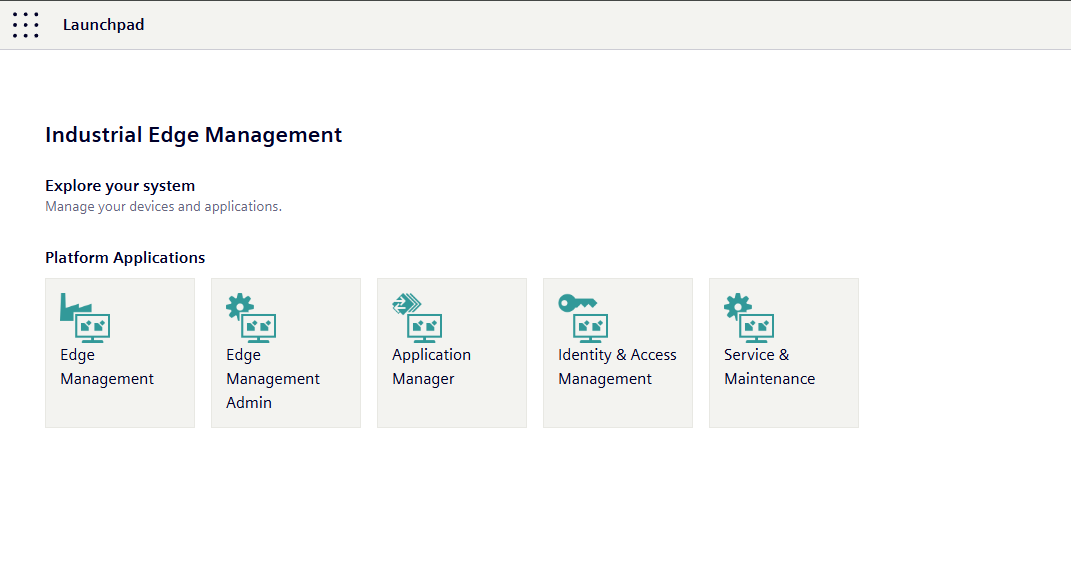 Launchpad
Industrial Edge Management
Explore your system
Manage your devices and applications.
Platform Applications
Edge
Management
Edge
Management
Admin
Application
Manager
Identity & Access
Management
Service &
Maintenance